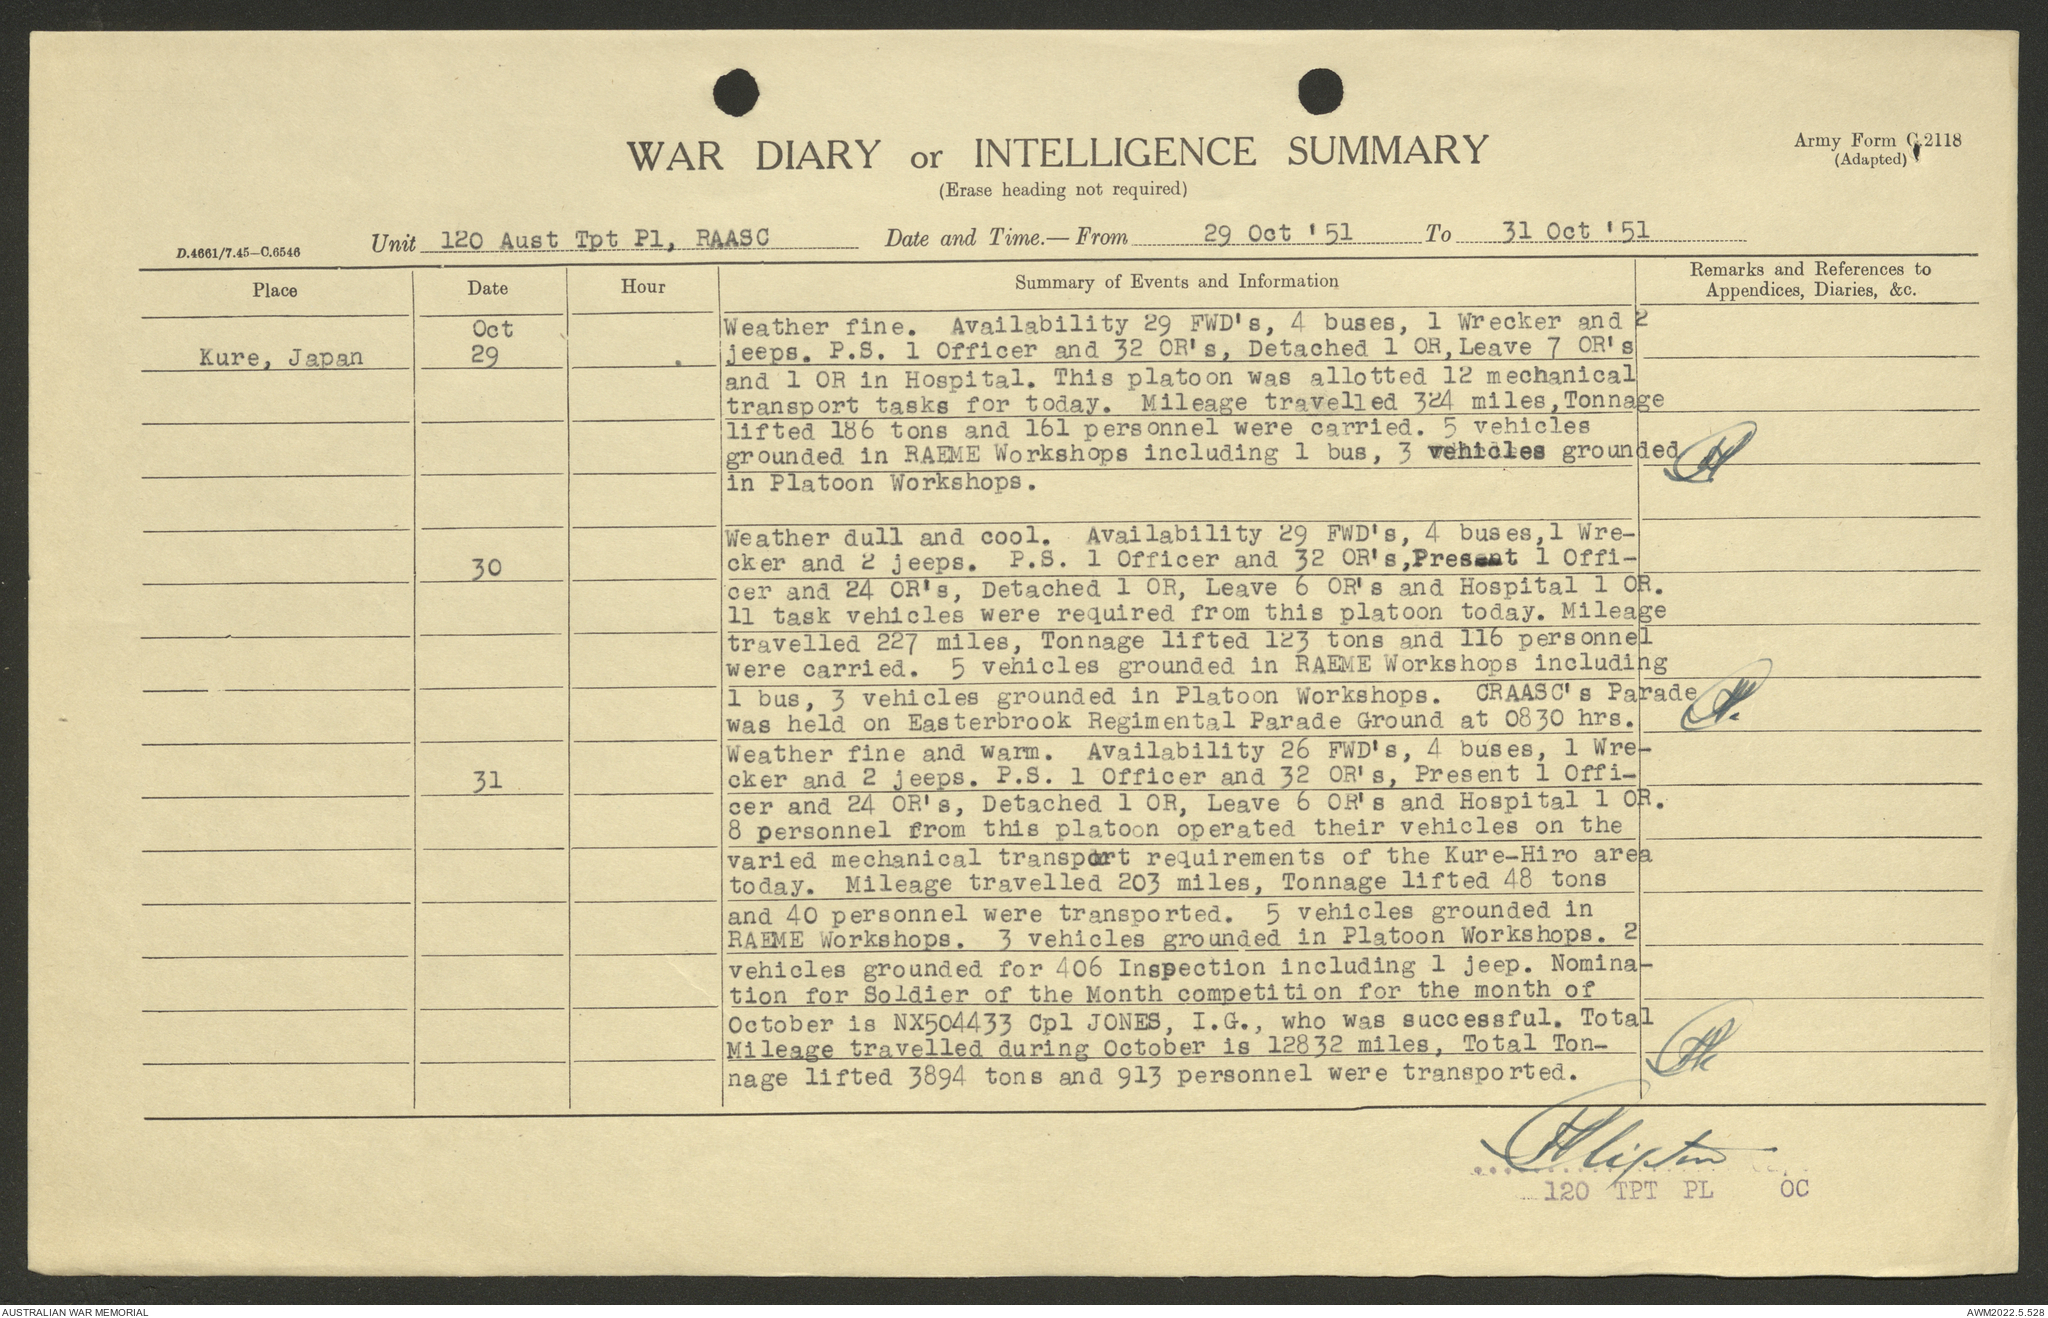 WAR DIARY or INTELLIGENCE SUMMARY
(Erase heading not required)
Army Form C.2118
(Adapted)
D.4661/7.45—C.6546
Unit 120 Aust Tpt Pl, RAASC Date and Time.—From 29 Oct '51 To 31 Oct '51
Place Date Hour Summary of Events and Information Remarks and References to
Appendices, Diaries, &c.
Oct
Kure, Japan 29
Weather fine. Availability 29 FWD's, 4 buses, 1 Wrecker and 2
jeeps. P.S. 1 Officer and 32 OR's, Detached 1 OR, Leave 7 OR's
and 1 OR in Hospital. This platoon was allotted 12 mechanical
transport tasks for today. Mileage travelled 324 miles, Tonnage
lifted 186 tons and 161 personnel were carried. 5 vehicles
grounded in RAEME Workshops including 1 bus, 3 vehicles grounded
in Platoon Workshops.
30
Weather dull and cool. Availability 29 FWD's, 4 buses, 1 Wre-
cker and 2 jeeps. P.S. 1 Officer and 32 OR's, Present 1 Offi-
cer and 24 OR's, Detached 1 OR, Leave 6 OR's and Hospital 1 OR.
11 task vehicles were required from this platoon today. Mileage
travelled 227 miles, Tonnage lifted 123 tons and 116 personnel
were carried. 5 vehicles grounded in RAEME Workshops including
1 bus, 3 vehicles grounded in Platoon Workshops. CRAASC's Parade
was held on Easterbrook Regimental Parade Ground at 0830 hrs.
31
Weather fine and warm. Availability 26 FWD's, 4 buses, 1 Wre-
cker and 2 jeeps. P.S. 1 Officer and 32 OR's, Present 1 Offi-
cer and 24 OR's, Detached 1 OR, Leave 6 OR's and Hospital 1 OR.
8 personnel from this platoon operated their vehicles on the
varied mechanical transport requirements of the Kure-Hiro area
today. Mileage travelled 203 miles, Tonnage lifted 48 tons
and 40 personnel were transported. 5 vehicles grounded in
RAEME Workshops. 3 vehicles grounded in Platoon Workshops. 2
vehicles grounded for 406 Inspection including 1 jeep. Nomina-
tion for Soldier of the Month competition for the month of
October is NX504433 Cpl JONES, I.G., who was successful. Total
Mileage travelled during October is 12832 miles, Total Ton-
nage lifted 3894 tons and 913 personnel were transported.
120 TPT PL OC
AUSTRALIAN WAR MEMORIAL
AWM2022.5.528